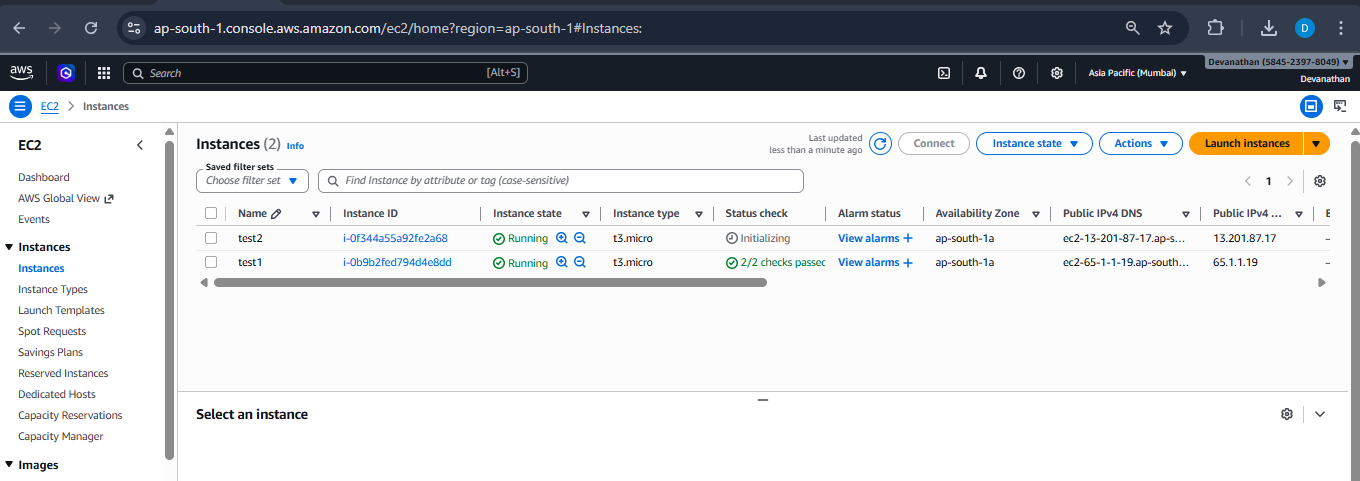 ap-south-1.console.aws.amazon.com/ec2/home?region=ap-south-1#Instances:
D
aws
Search [Alt+S]
Asia Pacific (Mumbai)
Devanathan (5845-2397-8049)
Devanathan
EC2 > Instances
EC2
Dashboard
AWS Global View
Events
Instances
Instances
Instance Types
Launch Templates
Spot Requests
Savings Plans
Reserved Instances
Dedicated Hosts
Capacity Reservations
Capacity Manager
Images
Instances (2) Info
Last updated
less than a minute ago
Connect
Instance state
Actions
Launch instances
Saved filter sets
Choose filter set
Find Instance by attribute or tag (case-sensitive)
1
Name Instance ID Instance state Instance type Status check Alarm status Availability Zone Public IPv4 DNS Public IPv4 ... E
test2 i-0f344a55a92fe2a68 Running t3.micro Initializing View alarms + ap-south-1a ec2-13-201-87-17.ap-s... 13.201.87.17 –
test1 i-0b9b2fed794d4e8dd Running t3.micro 2/2 checks passed View alarms + ap-south-1a ec2-65-1-1-19.ap-south... 65.1.1.19 –
Select an instance